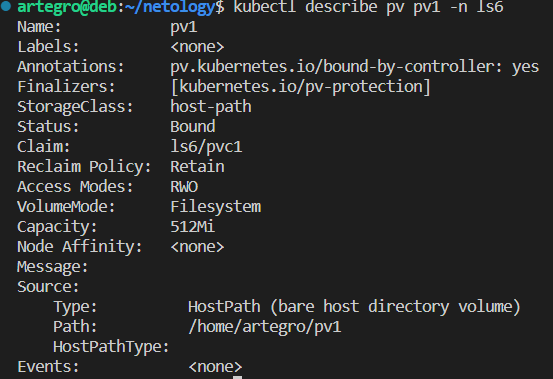 artegro@deb:~/netology$ kubectl describe pv pv1 -n ls6
Name:            pv1
Labels:          <none>
Annotations:     pv.kubernetes.io/bound-by-controller: yes
Finalizers:      [kubernetes.io/pv-protection]
StorageClass:    host-path
Status:          Bound
Claim:           ls6/pvc1
Reclaim Policy:  Retain
Access Modes:    RWO
VolumeMode:      Filesystem
Capacity:        512Mi
Node Affinity:   <none>
Message:
Source:
    Type:          HostPath (bare host directory volume)
    Path:          /home/artegro/pv1
    HostPathType:
Events:            <none>